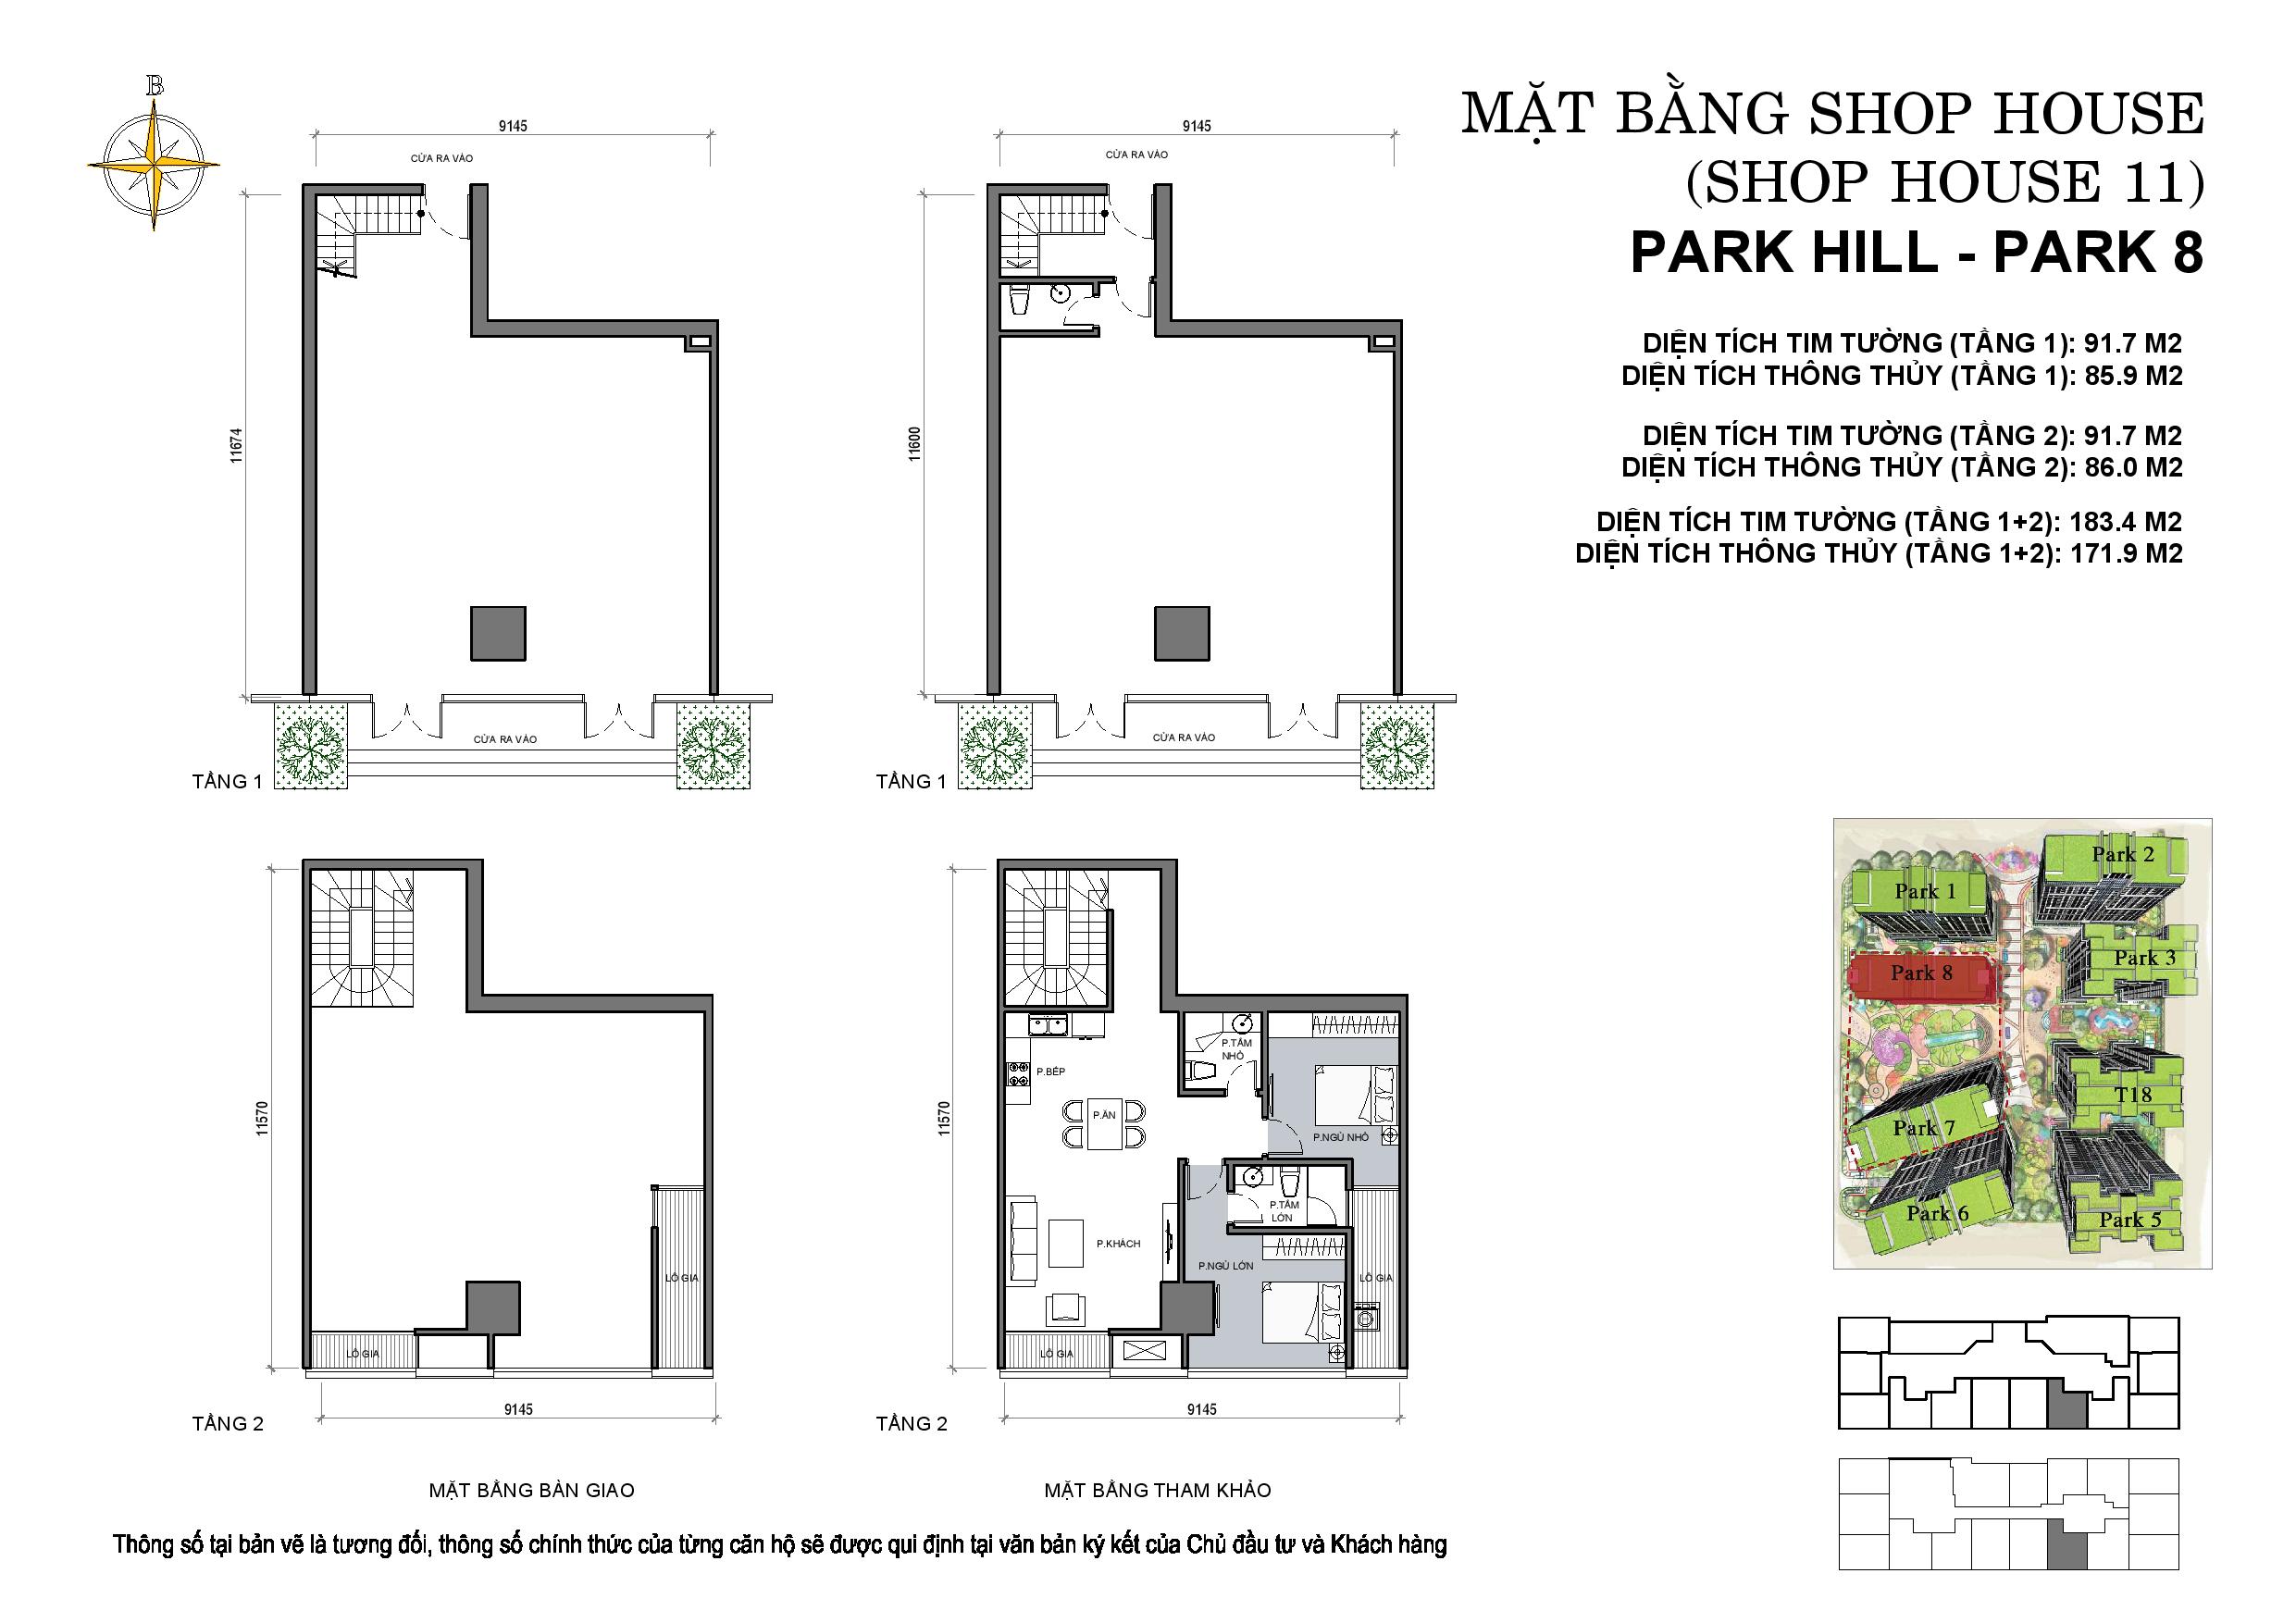 B
MẶT BẰNG SHOP HOUSE
(SHOP HOUSE 11)
PARK HILL - PARK 8
DIỆN TÍCH TIM TƯỜNG (TẦNG 1): 91.7 M2
DIỆN TÍCH THÔNG THỦY (TẦNG 1): 85.9 M2
DIỆN TÍCH TIM TƯỜNG (TẦNG 2): 91.7 M2
DIỆN TÍCH THÔNG THỦY (TẦNG 2): 86.0 M2
DIỆN TÍCH TIM TƯỜNG (TẦNG 1+2): 183.4 M2
DIỆN TÍCH THÔNG THỦY (TẦNG 1+2): 171.9 M2
9145
CỬA RA VÀO
11674
CỬA RA VÀO
TẦNG 1
9145
CỬA RA VÀO
11600
CỬA RA VÀO
TẦNG 1
11570
LÔ GIA
LÔ GIA
9145
TẦNG 2
11570
P.TẮM
NHỎ
P.BẾP
P.ĂN
P.NGỦ NHỎ
P.TẮM
LỚN
P.KHÁCH
P.NGỦ LỚN
LÔ GIA
LÔ GIA
9145
TẦNG 2
Park 2
Park 1
Park 3
Park 8
T18
Park 7
Park 6
Park 5
MẶT BẰNG BÀN GIAO
MẶT BẰNG THAM KHẢO
Thông số tại bản vẽ là tương đối, thông số chính thức của từng căn hộ sẽ được qui định tại văn bản ký kết của Chủ đầu tư và Khách hàng